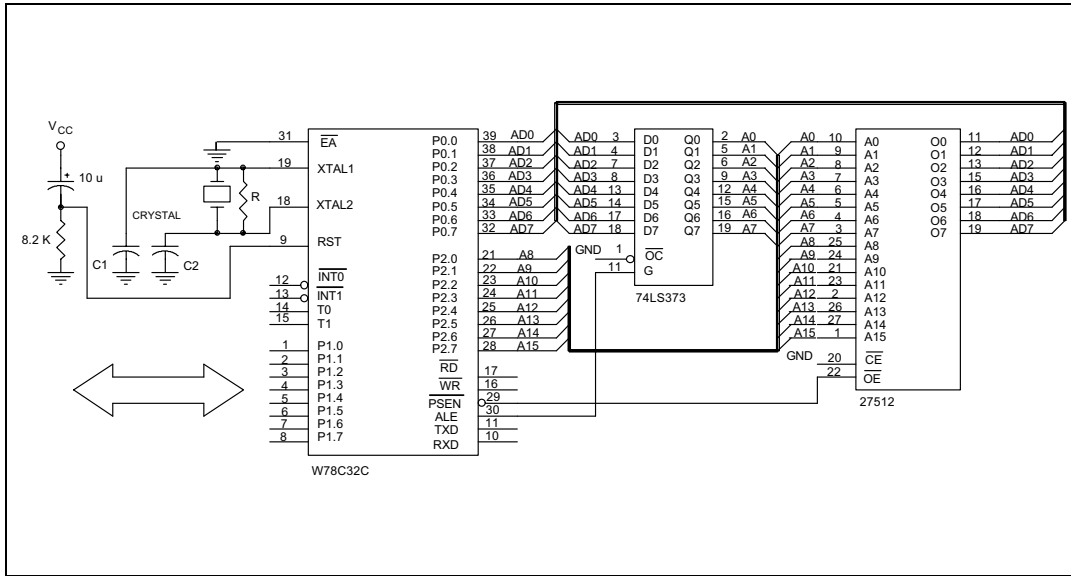 VCC
10 u
8.2 K
CRYSTAL
C1
C2
R
31 EA
19 XTAL1
18 XTAL2
9 RST
12 INT0
13 INT1
14 T0
15 T1
1 P1.0
2 P1.1
3 P1.2
4 P1.3
5 P1.4
6 P1.5
7 P1.6
8 P1.7
P0.0 39 AD0
P0.1 38 AD1
P0.2 37 AD2
P0.3 36 AD3
P0.4 35 AD4
P0.5 34 AD5
P0.6 33 AD6
P0.7 32 AD7
P2.0 21 A8
P2.1 22 A9
P2.2 23 A10
P2.3 24 A11
P2.4 25 A12
P2.5 26 A13
P2.6 27 A14
P2.7 28 A15
RD 17
WR 16
PSEN 29
ALE 30
TXD 11
RXD 10
W78C32C
AD0 3 D0 Q0 2 A0
AD1 4 D1 Q1 5 A1
AD2 7 D2 Q2 6 A2
AD3 8 D3 Q3 9 A3
AD4 13 D4 Q4 12 A4
AD5 14 D5 Q5 15 A5
AD6 17 D6 Q6 16 A6
AD7 18 D7 Q7 19 A7
GND 1 OC
11 G
74LS373
A0 10 A0 O0 11 AD0
A1 9 A1 O1 12 AD1
A2 8 A2 O2 13 AD2
A3 7 A3 O3 15 AD3
A4 6 A4 O4 16 AD4
A5 5 A5 O5 17 AD5
A6 4 A6 O6 18 AD6
A7 3 A7 O7 19 AD7
A8 25 A8
A9 24 A9
A10 21 A10
A11 23 A11
A12 2 A12
A13 26 A13
A14 27 A14
A15 1 A15
GND 20 CE
22 OE
27512